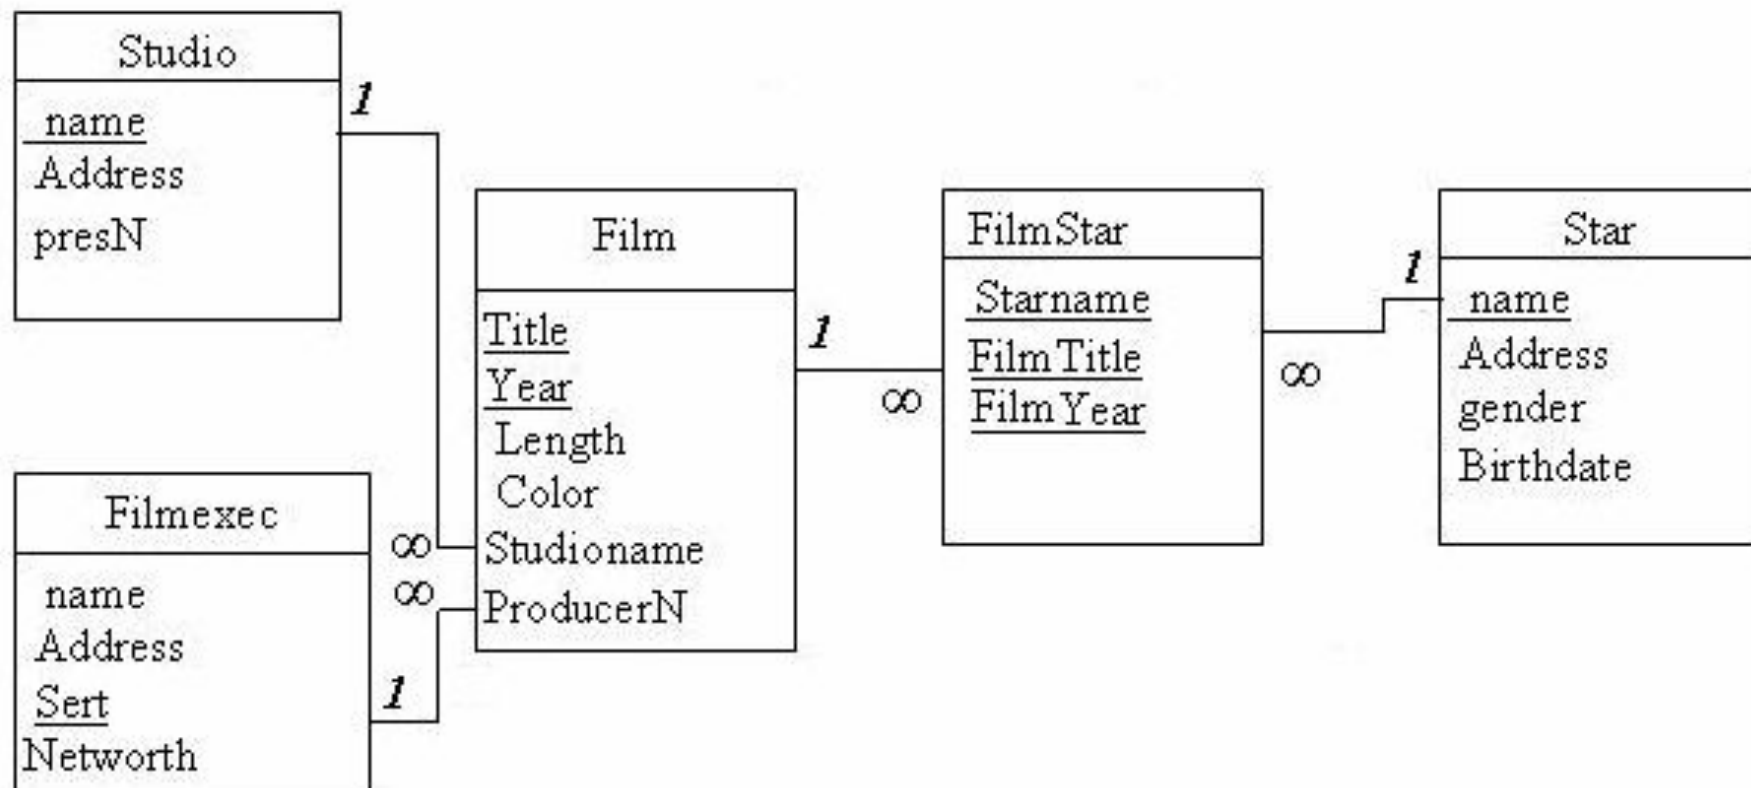 Studio
name
Address
presN
1
Filmexec
name
Address
Sert
Networth
1
∞
∞
Film
Title
Year
Length
Color
Studioname
ProducerN
1
∞
FilmStar
Starname
FilmTitle
FilmYear
∞
1
Star
name
Address
gender
Birthdate